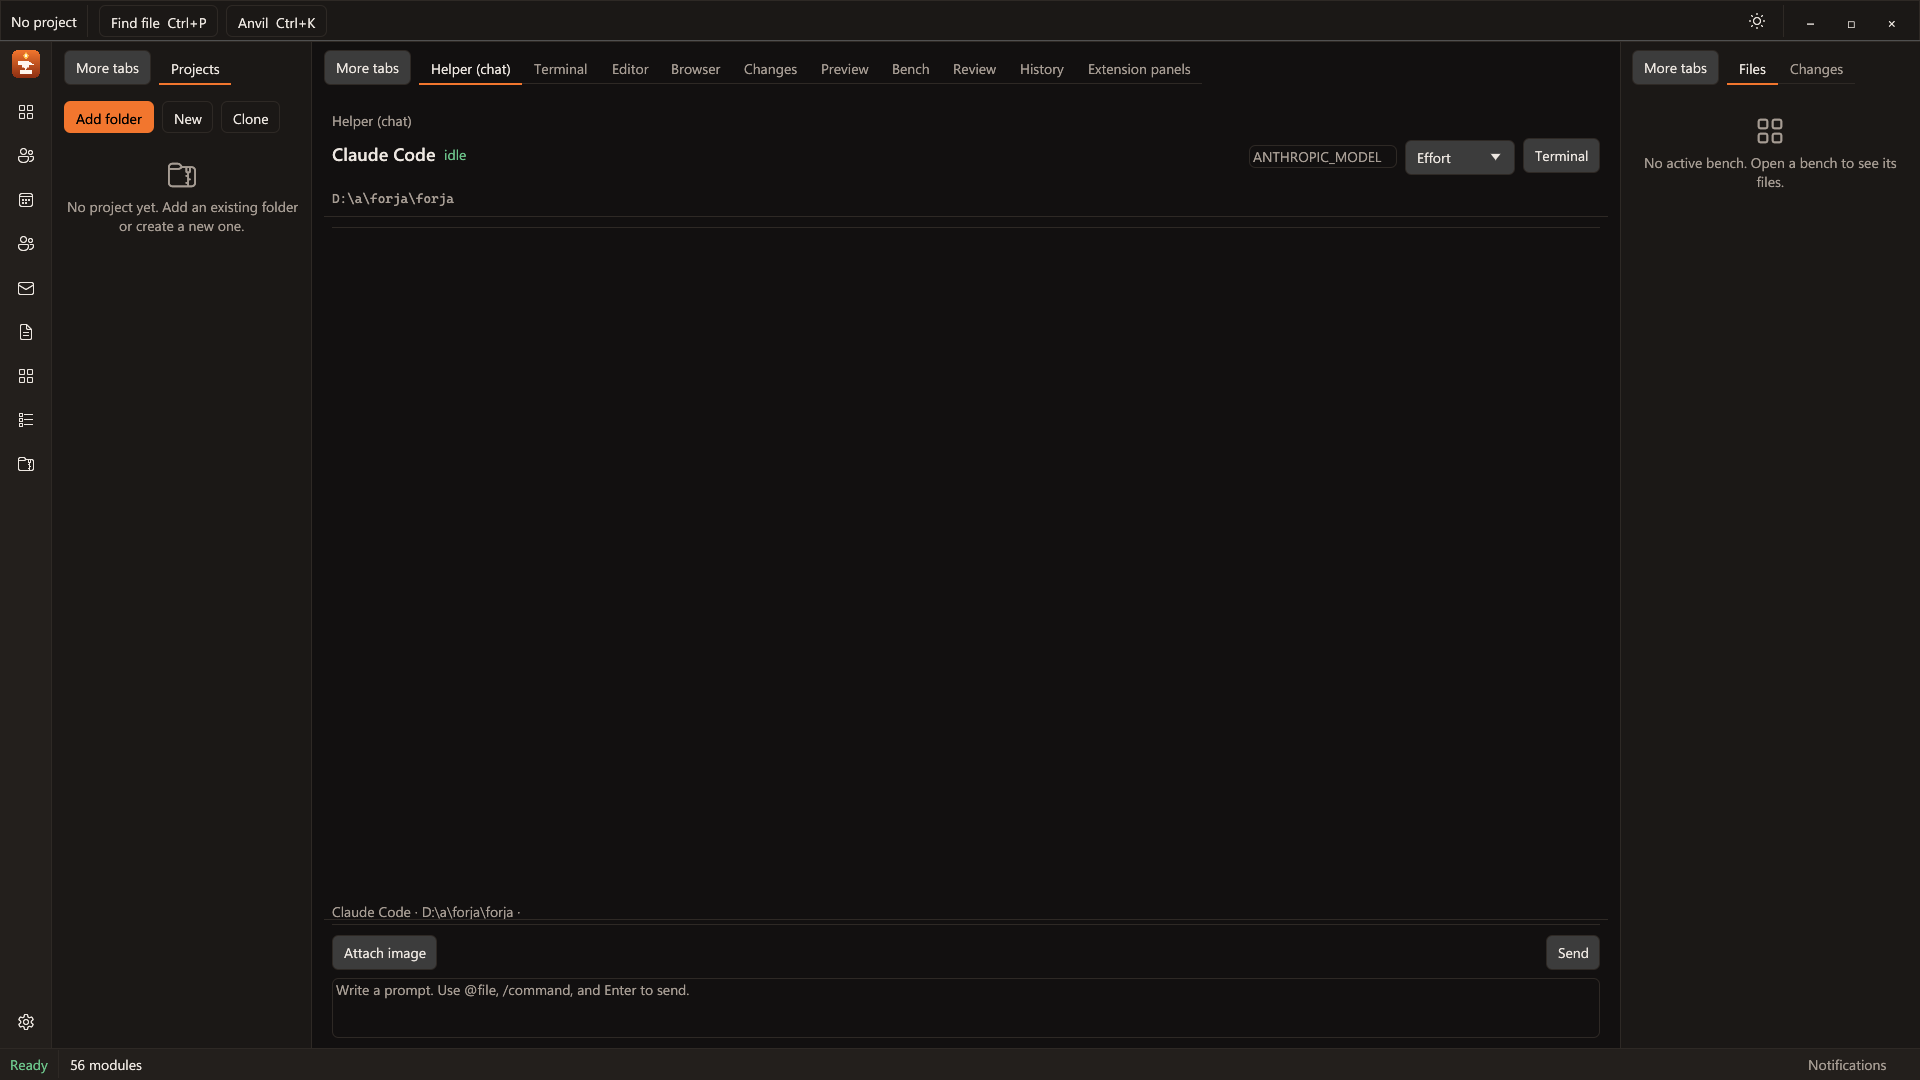 No project
Find file Ctrl+P
Anvil Ctrl+K
More tabs
Projects
Add folder
New
Clone
No project yet. Add an existing folder
or create a new one.
More tabs
Helper (chat)
Terminal
Editor
Browser
Changes
Preview
Bench
Review
History
Extension panels
Helper (chat)
Claude Code idle
ANTHROPIC_MODEL
Effort
Terminal
D:\a\forja\forja
Claude Code · D:\a\forja\forja ·
Attach image
Send
Write a prompt. Use @file, /command, and Enter to send.
More tabs
Files
Changes
No active bench. Open a bench to see its
files.
Ready
56 modules
Notifications